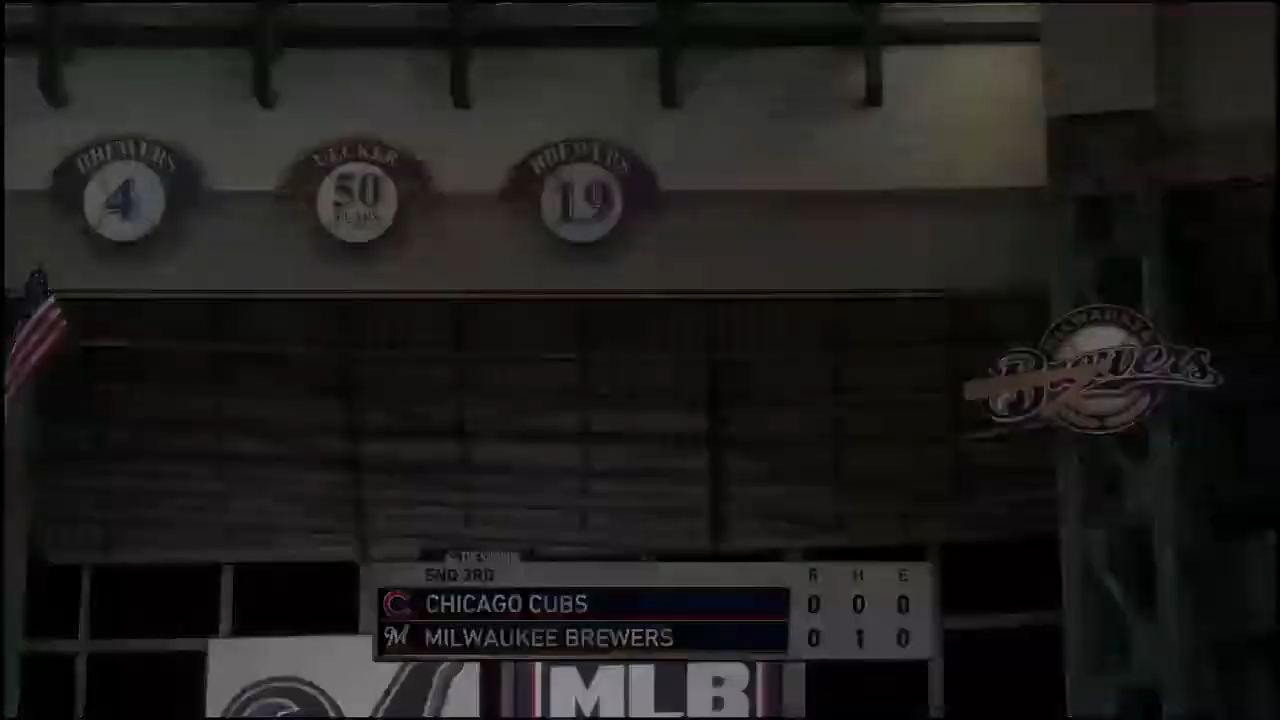 BREWERS
4
UECKER
50
YEARS
BREWERS
19
MILWAUKEE
Brewers
END 3RD
R H E
CHICAGO CUBS 0 0 0
M MILWAUKEE BREWERS 0 1 0
MLB